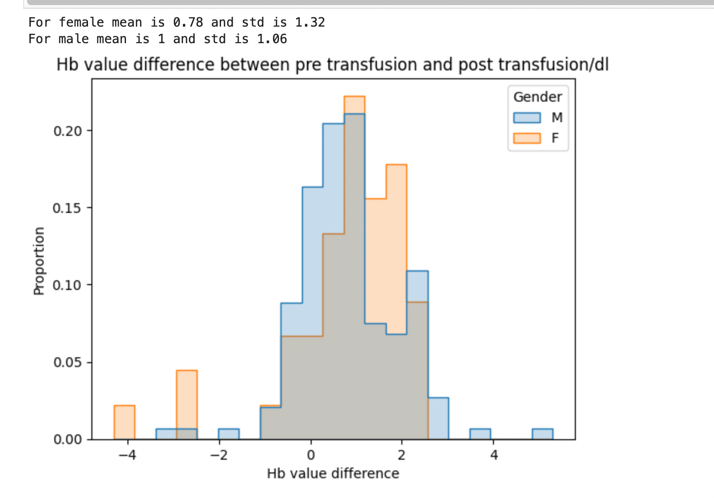 For female mean is 0.78 and std is 1.32
For male mean is 1 and std is 1.06
Hb value difference between pre transfusion and post transfusion/dl
Gender
M
F
0.20
0.15
0.10
0.05
0.00
Proportion
−4
−2
0
2
4
Hb value difference